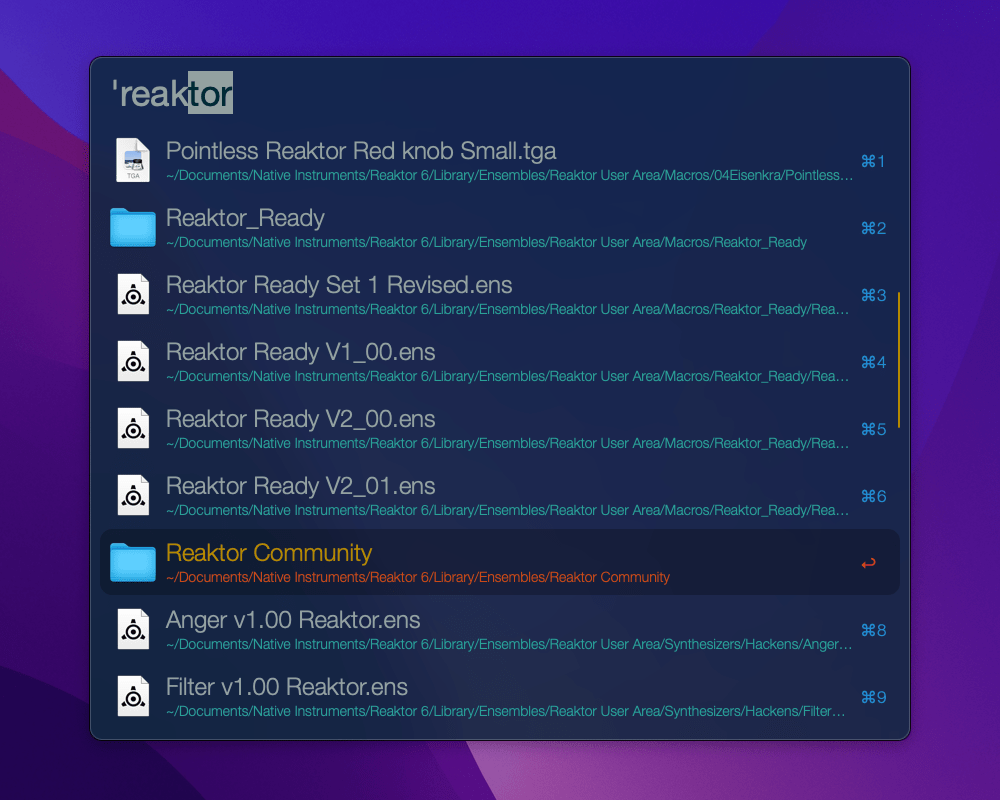 'reaktor
Pointless Reaktor Red knob Small.tga
~/Documents/Native Instruments/Reaktor 6/Library/Ensembles/Reaktor User Area/Macros/04Eisenkra/Pointless…
⌘1
TGA
Reaktor_Ready
~/Documents/Native Instruments/Reaktor 6/Library/Ensembles/Reaktor User Area/Macros/Reaktor_Ready
⌘2
Reaktor Ready Set 1 Revised.ens
~/Documents/Native Instruments/Reaktor 6/Library/Ensembles/Reaktor User Area/Macros/Reaktor_Ready/Rea…
⌘3
Reaktor Ready V1_00.ens
~/Documents/Native Instruments/Reaktor 6/Library/Ensembles/Reaktor User Area/Macros/Reaktor_Ready/Rea…
⌘4
Reaktor Ready V2_00.ens
~/Documents/Native Instruments/Reaktor 6/Library/Ensembles/Reaktor User Area/Macros/Reaktor_Ready/Rea…
⌘5
Reaktor Ready V2_01.ens
~/Documents/Native Instruments/Reaktor 6/Library/Ensembles/Reaktor User Area/Macros/Reaktor_Ready/Rea…
⌘6
Reaktor Community
~/Documents/Native Instruments/Reaktor 6/Library/Ensembles/Reaktor Community
↩
Anger v1.00 Reaktor.ens
~/Documents/Native Instruments/Reaktor 6/Library/Ensembles/Reaktor User Area/Synthesizers/Hackens/Anger…
⌘8
Filter v1.00 Reaktor.ens
~/Documents/Native Instruments/Reaktor 6/Library/Ensembles/Reaktor User Area/Synthesizers/Hackens/Filter…
⌘9